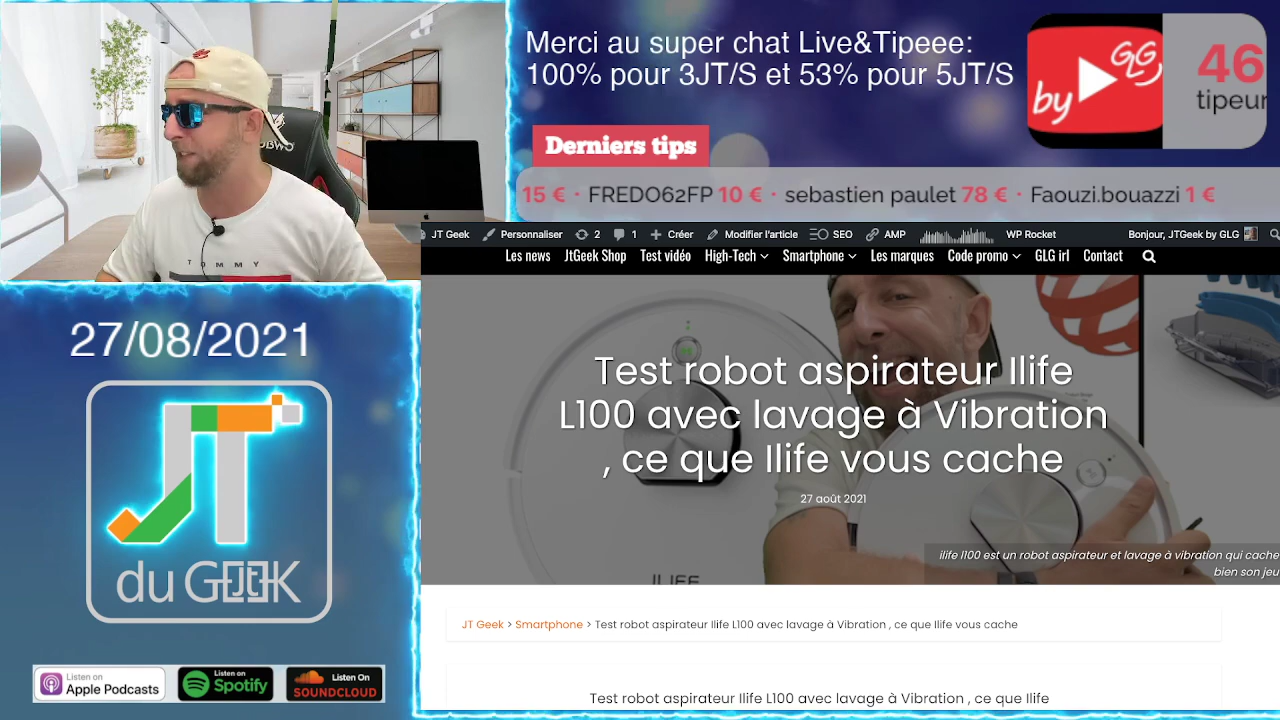 Merci au super chat Live&Tipeee:
100% pour 3JT/S et 53% pour 5JT/S
by GLG
46
tipeur
Derniers tips
15 € · FREDO62FP 10 € · sebastien paulet 78 € · Faouzi.bouazzi 1 €
TOMMY
JT Geek Personnaliser 2 1 Créer Modifier l'article SEO AMP WP Rocket Bonjour, JTGeek by GLG
Les news JtGeek Shop Test vidéo High-Tech Smartphone Les marques Code promo GLG irl Contact
27/08/2021
JT
du GEEK
Test robot aspirateur Ilife
L100 avec lavage à Vibration
, ce que Ilife vous cache
27 août 2021
ilife l100 est un robot aspirateur et lavage à vibration qui cache
bien son jeu
ILIFE
JT Geek > Smartphone > Test robot aspirateur Ilife L100 avec lavage à Vibration , ce que Ilife vous cache
Test robot aspirateur Ilife L100 avec lavage à Vibration , ce que Ilife
Listen on
Apple Podcasts
Listen on
Spotify
Listen On
SOUNDCLOUD